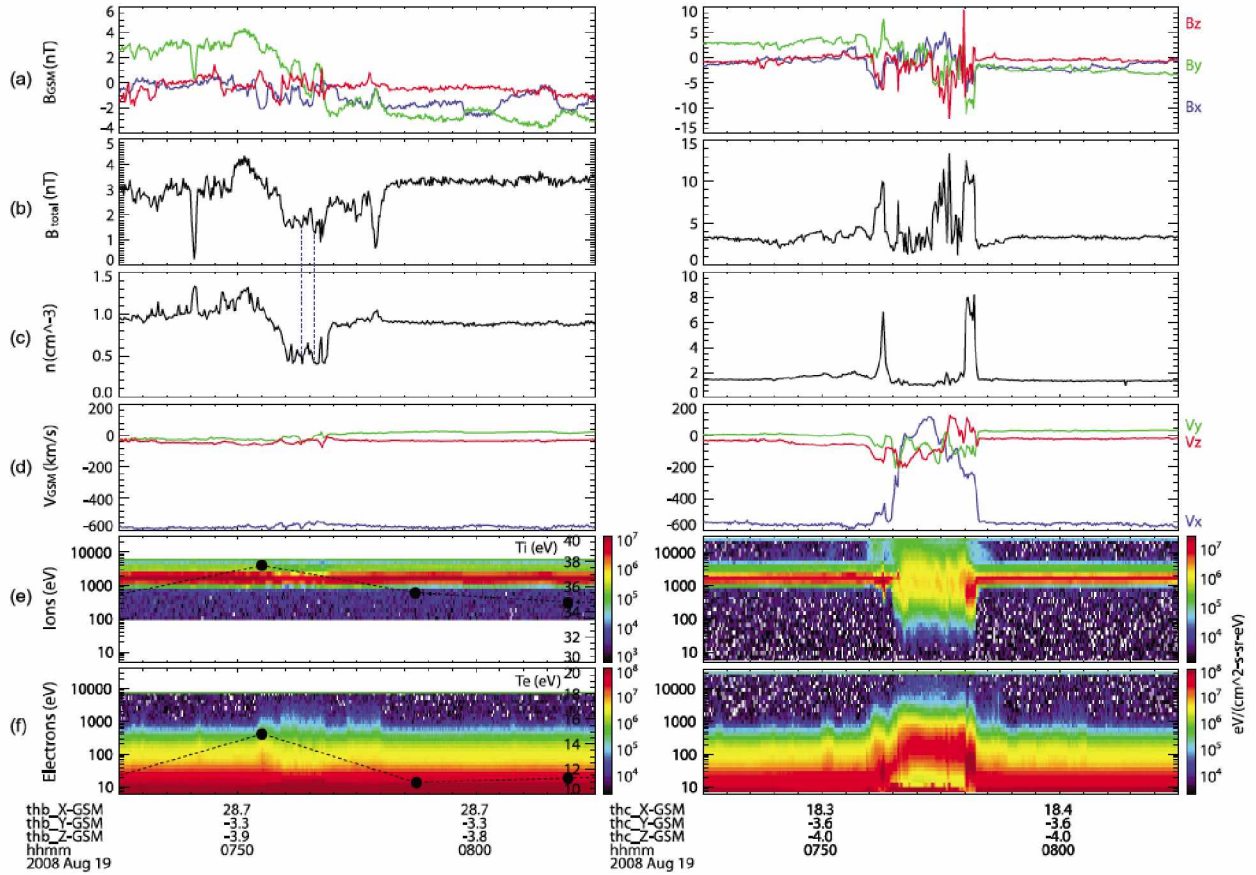 (a)
B GSM (nT)
4
2
0
-2
-4
10
5
0
-5
-10
-15
Bz
By
Bx
(b)
B total (nT)
5
4
3
2
1
0
15
10
5
0
(c)
n(cm^-3)
1.5
1.0
0.5
0.0
10
8
6
4
2
0
(d)
V GSM (km/s)
200
0
-200
-400
-600
200
0
-200
-400
-600
Vy
Vz
Vx
(e)
Ions (eV)
10000
1000
100
10
Ti (eV)
40
38
36
34
32
30
10^7
10^6
10^5
10^4
10^3
10000
1000
100
10
10^7
10^6
10^5
10^4
(f)
Electrons (eV)
10000
1000
100
10
Te (eV)
20
18
16
14
12
10
10^8
10^7
10^6
10^5
10^4
10000
1000
100
10
10^8
10^7
10^6
10^5
10^4
eV/(cm^2-s-sr-eV)
thb_X-GSM 28.7 28.7
thb_Y-GSM -3.3 -3.3
thb_Z-GSM -3.9 -3.8
hhmm 0750 0800
2008 Aug 19
thc_X-GSM 18.3 18.4
thc_Y-GSM -3.6 -3.6
thc_Z-GSM -4.0 -4.0
hhmm 0750 0800
2008 Aug 19